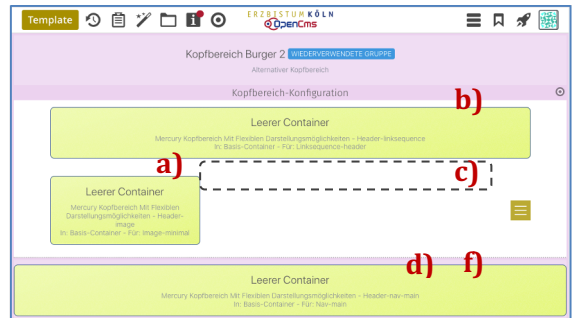 Template
ERZBISTUM KÖLN
OpenCms
Kopfbereich Burger 2 WIEDERVERWENDETE GRUPPE
Alternativer Kopfbereich
Kopfbereich-Konfiguration
b)
Leerer Container
Mercury Kopfbereich Mit Flexiblen Darstellungsmöglichkeiten - Header-linksequence
In: Basis-Container - Für: Linksequence-header
a)
c)
Leerer Container
Mercury Kopfbereich Mit Flexiblen
Darstellungsmöglichkeiten - Header-
image
In: Basis-Container - Für: Image-minimal
d) f)
Leerer Container
Mercury Kopfbereich Mit Flexiblen Darstellungsmöglichkeiten - Header-nav-main
In: Basis-Container - Für: Nav-main